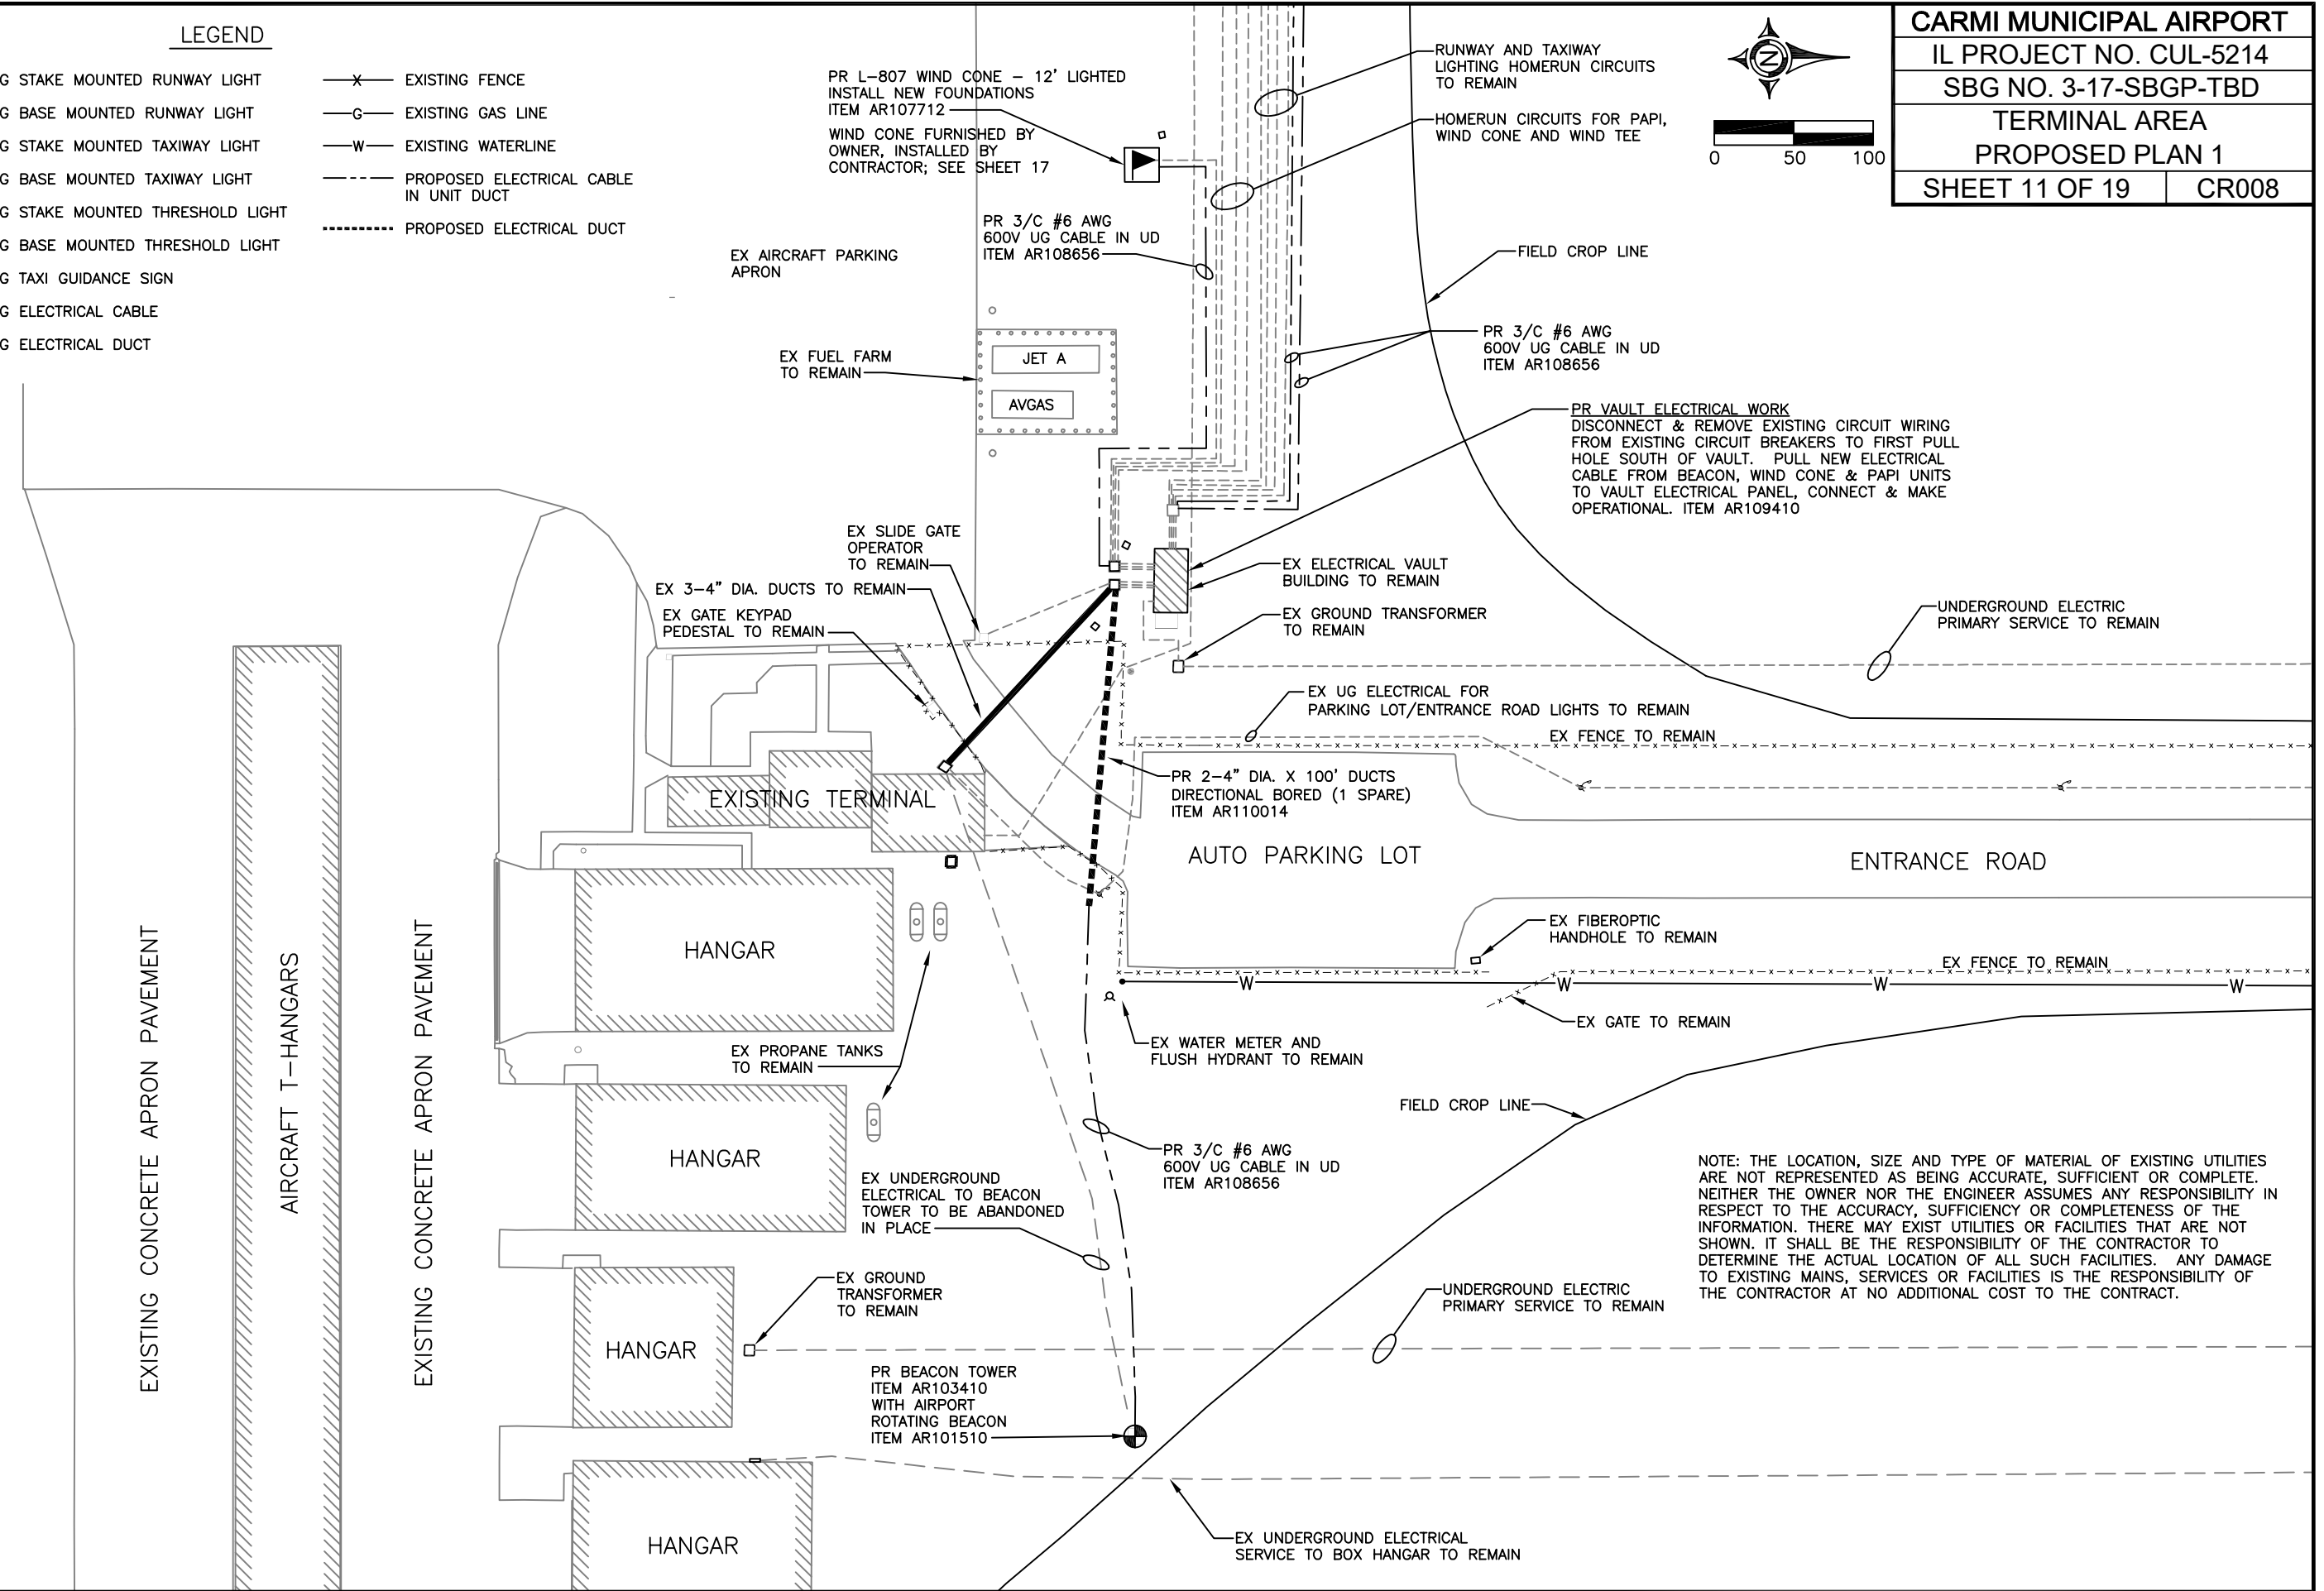 LEGEND
G STAKE MOUNTED RUNWAY LIGHT
G BASE MOUNTED RUNWAY LIGHT
G STAKE MOUNTED TAXIWAY LIGHT
G BASE MOUNTED TAXIWAY LIGHT
G STAKE MOUNTED THRESHOLD LIGHT
G BASE MOUNTED THRESHOLD LIGHT
G TAXI GUIDANCE SIGN
G ELECTRICAL CABLE
G ELECTRICAL DUCT
X EXISTING FENCE
G EXISTING GAS LINE
W EXISTING WATERLINE
PROPOSED ELECTRICAL CABLE
IN UNIT DUCT
PROPOSED ELECTRICAL DUCT
CARMI MUNICIPAL AIRPORT
IL PROJECT NO. CUL-5214
SBG NO. 3-17-SBGP-TBD
TERMINAL AREA
PROPOSED PLAN 1
SHEET 11 OF 19
CR008
N
0 50 100
PR L-807 WIND CONE - 12' LIGHTED
INSTALL NEW FOUNDATIONS
ITEM AR107712
WIND CONE FURNISHED BY
OWNER, INSTALLED BY
CONTRACTOR; SEE SHEET 17
RUNWAY AND TAXIWAY
LIGHTING HOMERUN CIRCUITS
TO REMAIN
HOMERUN CIRCUITS FOR PAPI,
WIND CONE AND WIND TEE
PR 3/C #6 AWG
600V UG CABLE IN UD
ITEM AR108656
EX AIRCRAFT PARKING
APRON
FIELD CROP LINE
EX FUEL FARM
TO REMAIN
JET A
AVGAS
PR 3/C #6 AWG
600V UG CABLE IN UD
ITEM AR108656
PR VAULT ELECTRICAL WORK
DISCONNECT & REMOVE EXISTING CIRCUIT WIRING
FROM EXISTING CIRCUIT BREAKERS TO FIRST PULL
HOLE SOUTH OF VAULT. PULL NEW ELECTRICAL
CABLE FROM BEACON, WIND CONE & PAPI UNITS
TO VAULT ELECTRICAL PANEL, CONNECT & MAKE
OPERATIONAL. ITEM AR109410
EX SLIDE GATE
OPERATOR
TO REMAIN
EX 3-4" DIA. DUCTS TO REMAIN
EX GATE KEYPAD
PEDESTAL TO REMAIN
EX ELECTRICAL VAULT
BUILDING TO REMAIN
EX GROUND TRANSFORMER
TO REMAIN
UNDERGROUND ELECTRIC
PRIMARY SERVICE TO REMAIN
EX UG ELECTRICAL FOR
PARKING LOT/ENTRANCE ROAD LIGHTS TO REMAIN
EX FENCE TO REMAIN
PR 2-4" DIA. X 100' DUCTS
DIRECTIONAL BORED (1 SPARE)
ITEM AR110014
EXISTING TERMINAL
AUTO PARKING LOT
ENTRANCE ROAD
EX FIBEROPTIC
HANDHOLE TO REMAIN
EX FENCE TO REMAIN
W W W W
EX GATE TO REMAIN
EX WATER METER AND
FLUSH HYDRANT TO REMAIN
EXISTING CONCRETE APRON PAVEMENT
AIRCRAFT T-HANGARS
EXISTING CONCRETE APRON PAVEMENT
HANGAR
EX PROPANE TANKS
TO REMAIN
HANGAR
FIELD CROP LINE
PR 3/C #6 AWG
600V UG CABLE IN UD
ITEM AR108656
EX UNDERGROUND
ELECTRICAL TO BEACON
TOWER TO BE ABANDONED
IN PLACE
NOTE: THE LOCATION, SIZE AND TYPE OF MATERIAL OF EXISTING UTILITIES
ARE NOT REPRESENTED AS BEING ACCURATE, SUFFICIENT OR COMPLETE.
NEITHER THE OWNER NOR THE ENGINEER ASSUMES ANY RESPONSIBILITY IN
RESPECT TO THE ACCURACY, SUFFICIENCY OR COMPLETENESS OF THE
INFORMATION. THERE MAY EXIST UTILITIES OR FACILITIES THAT ARE NOT
SHOWN. IT SHALL BE THE RESPONSIBILITY OF THE CONTRACTOR TO
DETERMINE THE ACTUAL LOCATION OF ALL SUCH FACILITIES. ANY DAMAGE
TO EXISTING MAINS, SERVICES OR FACILITIES IS THE RESPONSIBILITY OF
THE CONTRACTOR AT NO ADDITIONAL COST TO THE CONTRACT.
EX GROUND
TRANSFORMER
TO REMAIN
HANGAR
UNDERGROUND ELECTRIC
PRIMARY SERVICE TO REMAIN
PR BEACON TOWER
ITEM AR103410
WITH AIRPORT
ROTATING BEACON
ITEM AR101510
HANGAR
EX UNDERGROUND ELECTRICAL
SERVICE TO BOX HANGAR TO REMAIN